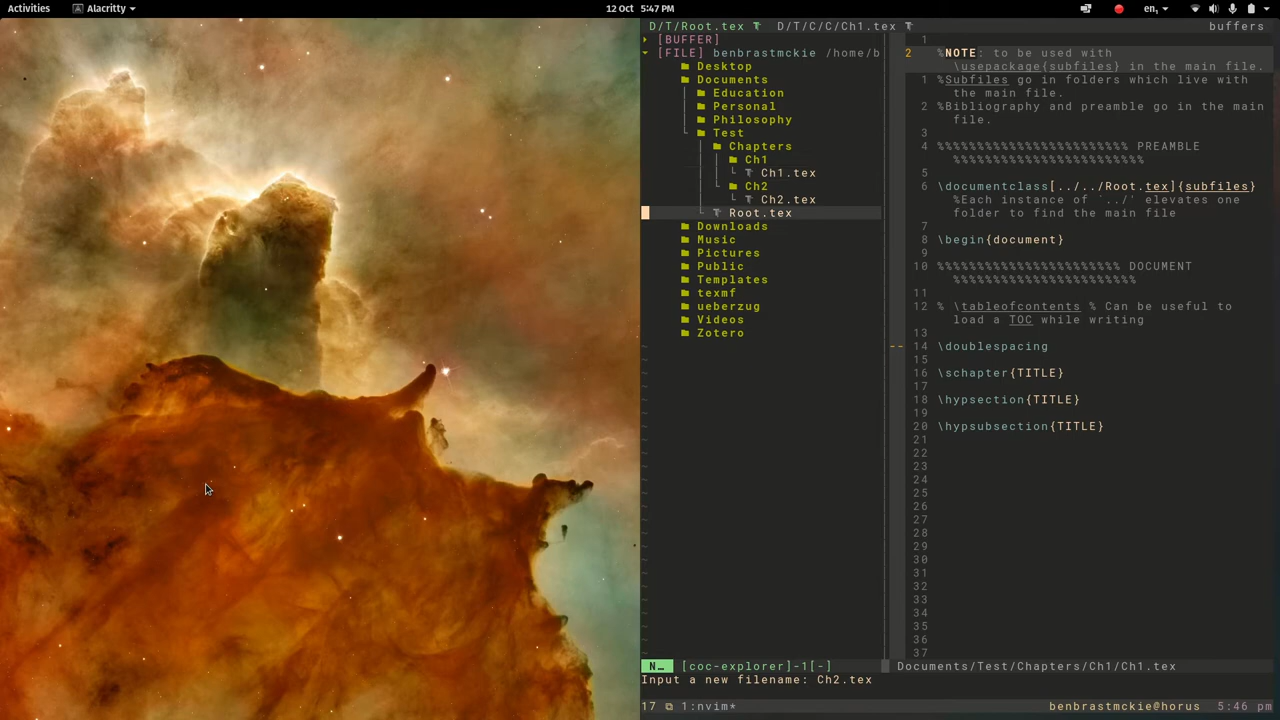 Activities Alacritty 12 Oct 5:47 PM en₁
D/T/Root.tex D/T/C/C/Ch1.tex buffers
[BUFFER]
[FILE] benbrastmckie /home/b
Desktop
Documents
Education
Personal
Philosophy
Test
Chapters
Ch1
Ch1.tex
Ch2
Ch2.tex
Root.tex
Downloads
Music
Pictures
Public
Templates
texmf
ueberzug
Videos
Zotero
1
2 %NOTE: to be used with
\usepackage{subfiles} in the main file.
1 %Subfiles go in folders which live with
the main file.
2 %Bibliography and preamble go in the main
file.
3
4 %%%%%%%%%%%%%%%%%%%%%%% PREAMBLE
%%%%%%%%%%%%%%%%%%%%%%%%
5
6 \documentclass[../../Root.tex]{subfiles}
%Each instance of `../' elevates one
folder to find the main file
7
8 \begin{document}
9
10 %%%%%%%%%%%%%%%%%%%%%%% DOCUMENT
%%%%%%%%%%%%%%%%%%%%%%%
11
12 % \tableofcontents % Can be useful to
load a TOC while writing
13
14 \doublespacing
15
16 \schapter{TITLE}
17
18 \hypsection{TITLE}
19
20 \hypsubsection{TITLE}
21
22
23
24
25
26
27
28
29
30
31
32
33
34
35
36
37
N… [coc-explorer]-1[-] Documents/Test/Chapters/Ch1/Ch1.tex
Input a new filename: Ch2.tex
17 1:nvim* benbrastmckie@horus 5:46 pm